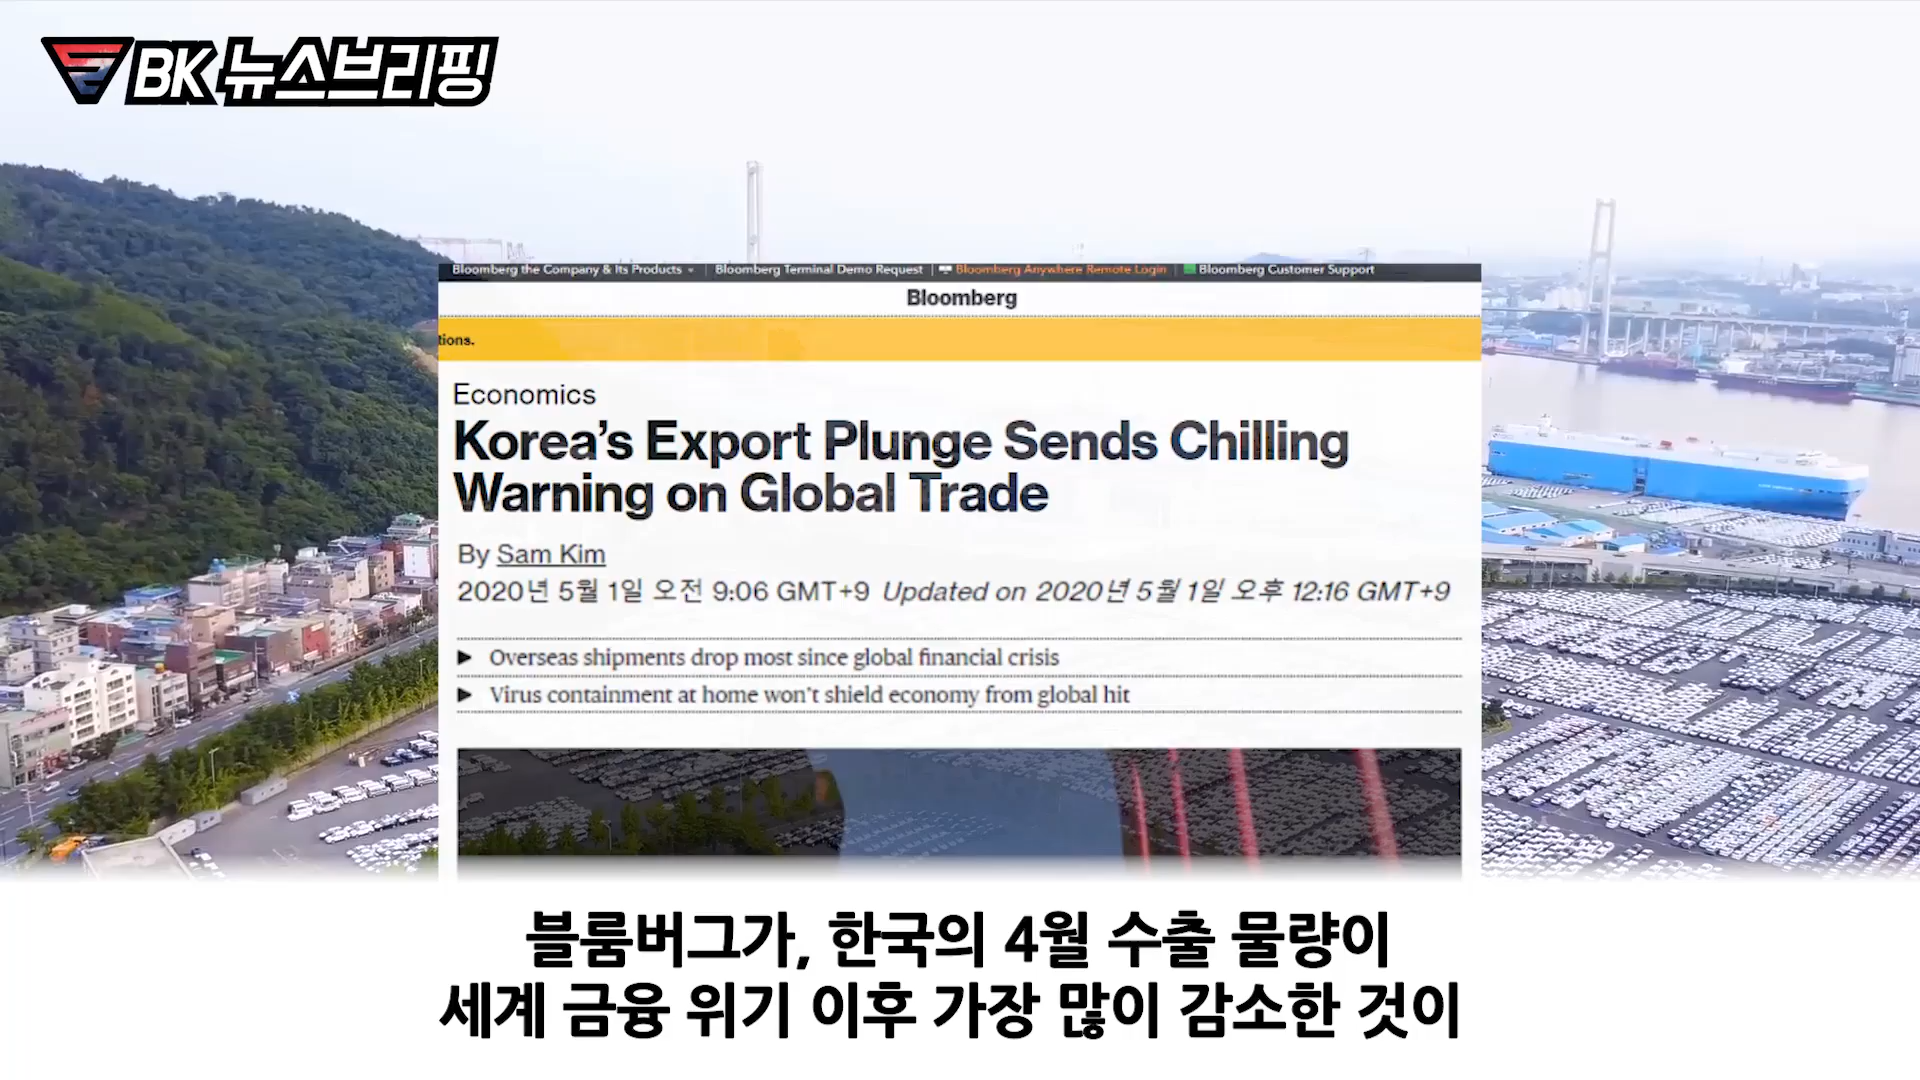 BK 뉴스브리핑
Bloomberg the Company & Its Products
Bloomberg Terminal Demo Request
Bloomberg Anywhere Remote Login
Bloomberg Customer Support
Bloomberg
tions.
Economics
Korea's Export Plunge Sends Chilling
Warning on Global Trade
By Sam Kim
2020년 5월 1일 오전 9:06 GMT+9 Updated on 2020년 5월 1일 오후 12:16 GMT+9
Overseas shipments drop most since global financial crisis
Virus containment at home won't shield economy from global hit
블룸버그가, 한국의 4월 수출 물량이
세계 금융 위기 이후 가장 많이 감소한 것이